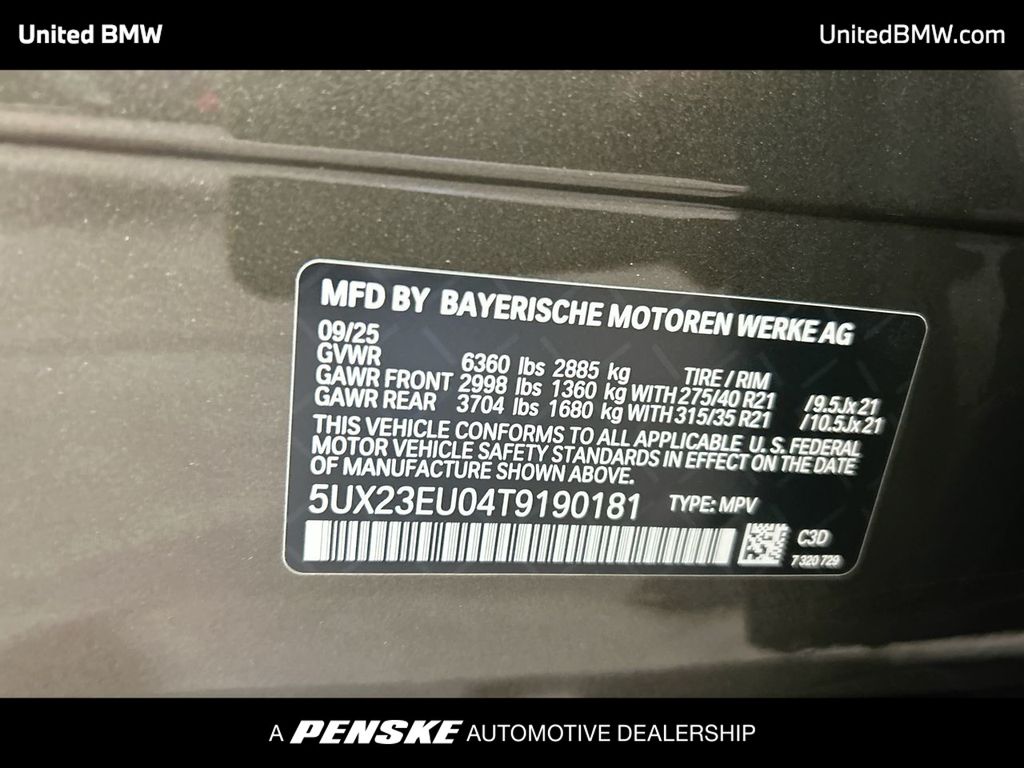 United BMW
UnitedBMW.com
MFD BY BAYERISCHE MOTOREN WERKE AG
09/25
GVWR 6360 lbs 2885 kg TIRE / RIM
GAWR FRONT 2998 lbs 1360 kg WITH 275/40 R21 /9.5Jx21
GAWR REAR 3704 lbs 1680 kg WITH 315/35 R21 /10.5Jx21
THIS VEHICLE CONFORMS TO ALL APPLICABLE U.S. FEDERAL
MOTOR VEHICLE SAFETY STANDARDS IN EFFECT ON THE DATE
OF MANUFACTURE SHOWN ABOVE.
5UX23EU04T9190181 TYPE: MPV
C3D
7 320 729
A PENSKE AUTOMOTIVE DEALERSHIP